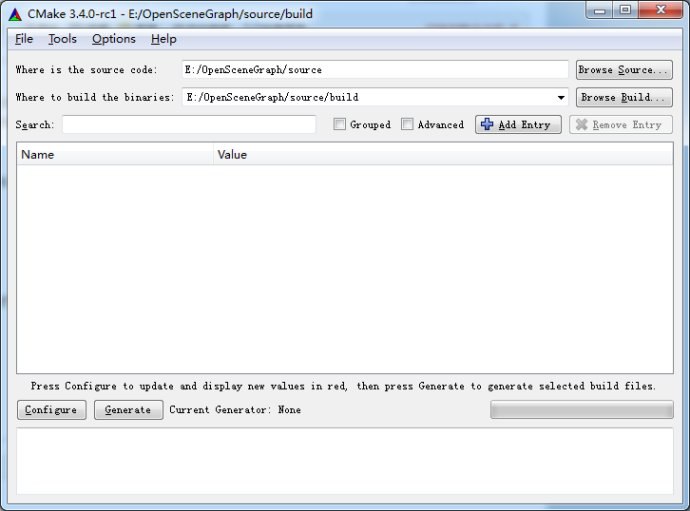 CMake 3.4.0-rc1 - E:/OpenSceneGraph/source/build
File Tools Options Help
Where is the source code: E:/OpenSceneGraph/source Browse Source...
Where to build the binaries: E:/OpenSceneGraph/source/build Browse Build...
Search: Grouped Advanced Add Entry Remove Entry
Name Value
Press Configure to update and display new values in red, then press Generate to generate selected build files.
Configure Generate Current Generator: None